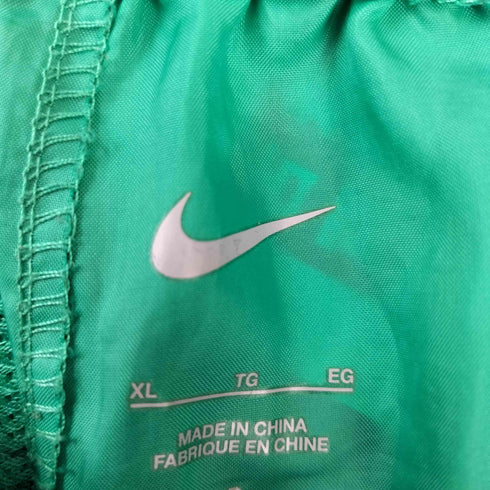 XL TG EG
MADE IN CHINA
FABRIQUE EN CHINE